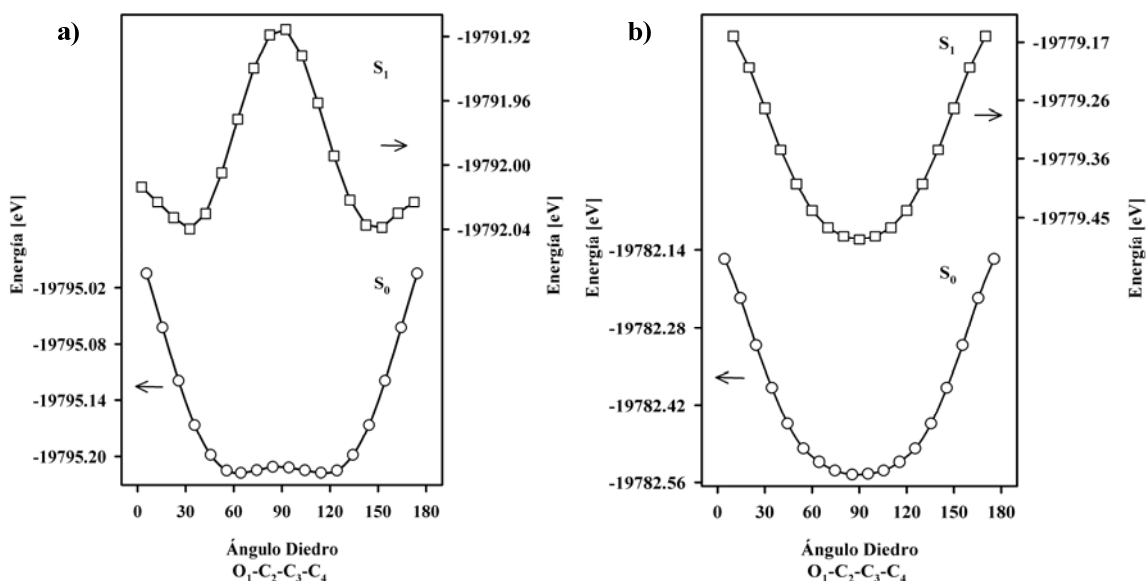 a)
-19791.92
-19791.96
-19792.00
-19792.04
S1
Energía [eV]
Energía [eV]
-19795.02
-19795.08
-19795.14
-19795.20
S0
0 30 60 90 120 150 180
Ángulo Diedro
O1-C2-C3-C4
b)
-19779.17
-19779.26
-19779.36
-19779.45
S1
Energía [eV]
Energía [eV]
-19782.14
-19782.28
-19782.42
-19782.56
S0
0 30 60 90 120 150 180
Ángulo Diedro
O1-C2-C3-C4